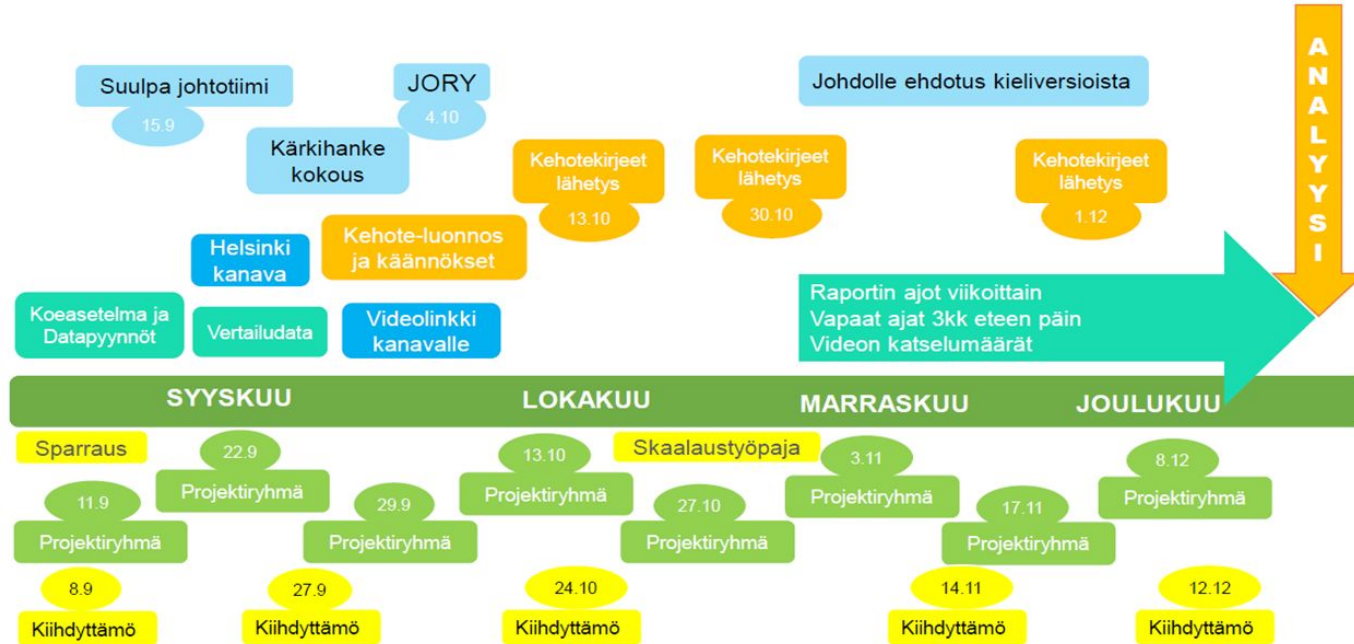 Suulpa johtotiimi
15.9
JORY
4.10
Johdolle ehdotus kieliversioista
Kärkihanke
kokous
Kehotekirjeet
lähetys
13.10
Kehotekirjeet
lähetys
30.10
Kehotekirjeet
lähetys
1.12
ANALYYSI
Helsinki
kanava
Kehote-luonnos
ja käännökset
Koeasetelma ja
Datapyynnöt
Vertailudata
Videolinkki
kanavalle
Raportin ajot viikoittain
Vapaat ajat 3kk eteen päin
Videon katselumäärät
SYYSKUU
LOKAKUU
MARRASKUU
JOULUKUU
Sparraus
22.9
Projektiryhmä
13.10
Projektiryhmä
Skaalaustyöpaja
3.11
Projektiryhmä
8.12
Projektiryhmä
11.9
Projektiryhmä
29.9
Projektiryhmä
27.10
Projektiryhmä
17.11
Projektiryhmä
8.9
Kiihdyttämö
27.9
Kiihdyttämö
24.10
Kiihdyttämö
14.11
Kiihdyttämö
12.12
Kiihdyttämö